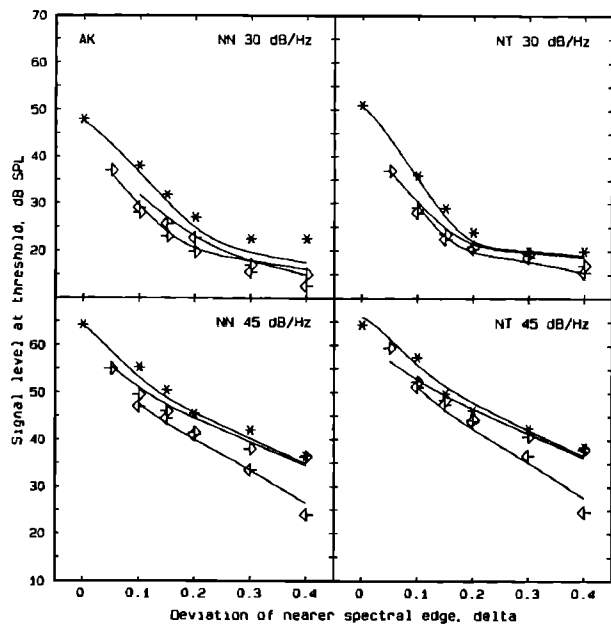 70
60
50
40
30
20
AK
NN 30 dB/Hz
NT 30 dB/Hz
60
50
40
30
20
10
NN 45 dB/Hz
NT 45 dB/Hz
Signal level at threshold, dB SPL
0 0.1 0.2 0.3 0.4 0 0.1 0.2 0.3 0.4
Deviation of nearer spectral edge, delta